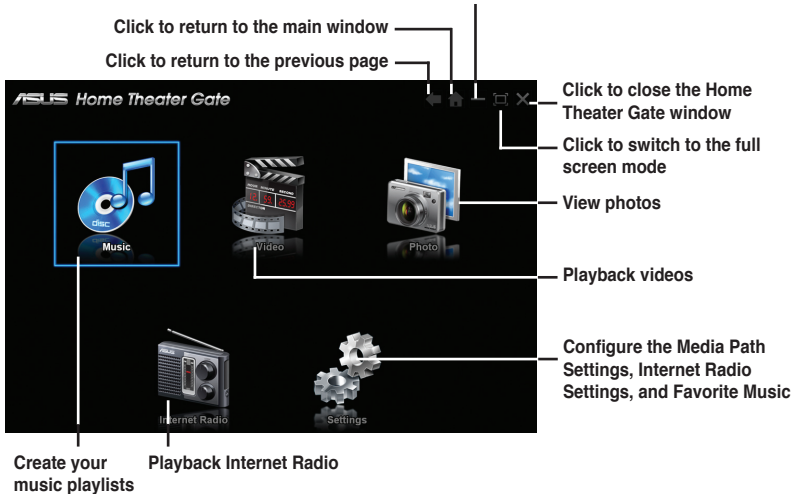 Click to return to the main window
Click to return to the previous page
ASUS Home Theater Gate
Click to close the Home
Theater Gate window
Click to switch to the full
screen mode
View photos
disc
Music
Video
Photo
Playback videos
ASUS
Internet Radio
Settings
Configure the Media Path
Settings, Internet Radio
Settings, and Favorite Music
Create your
music playlists
Playback Internet Radio